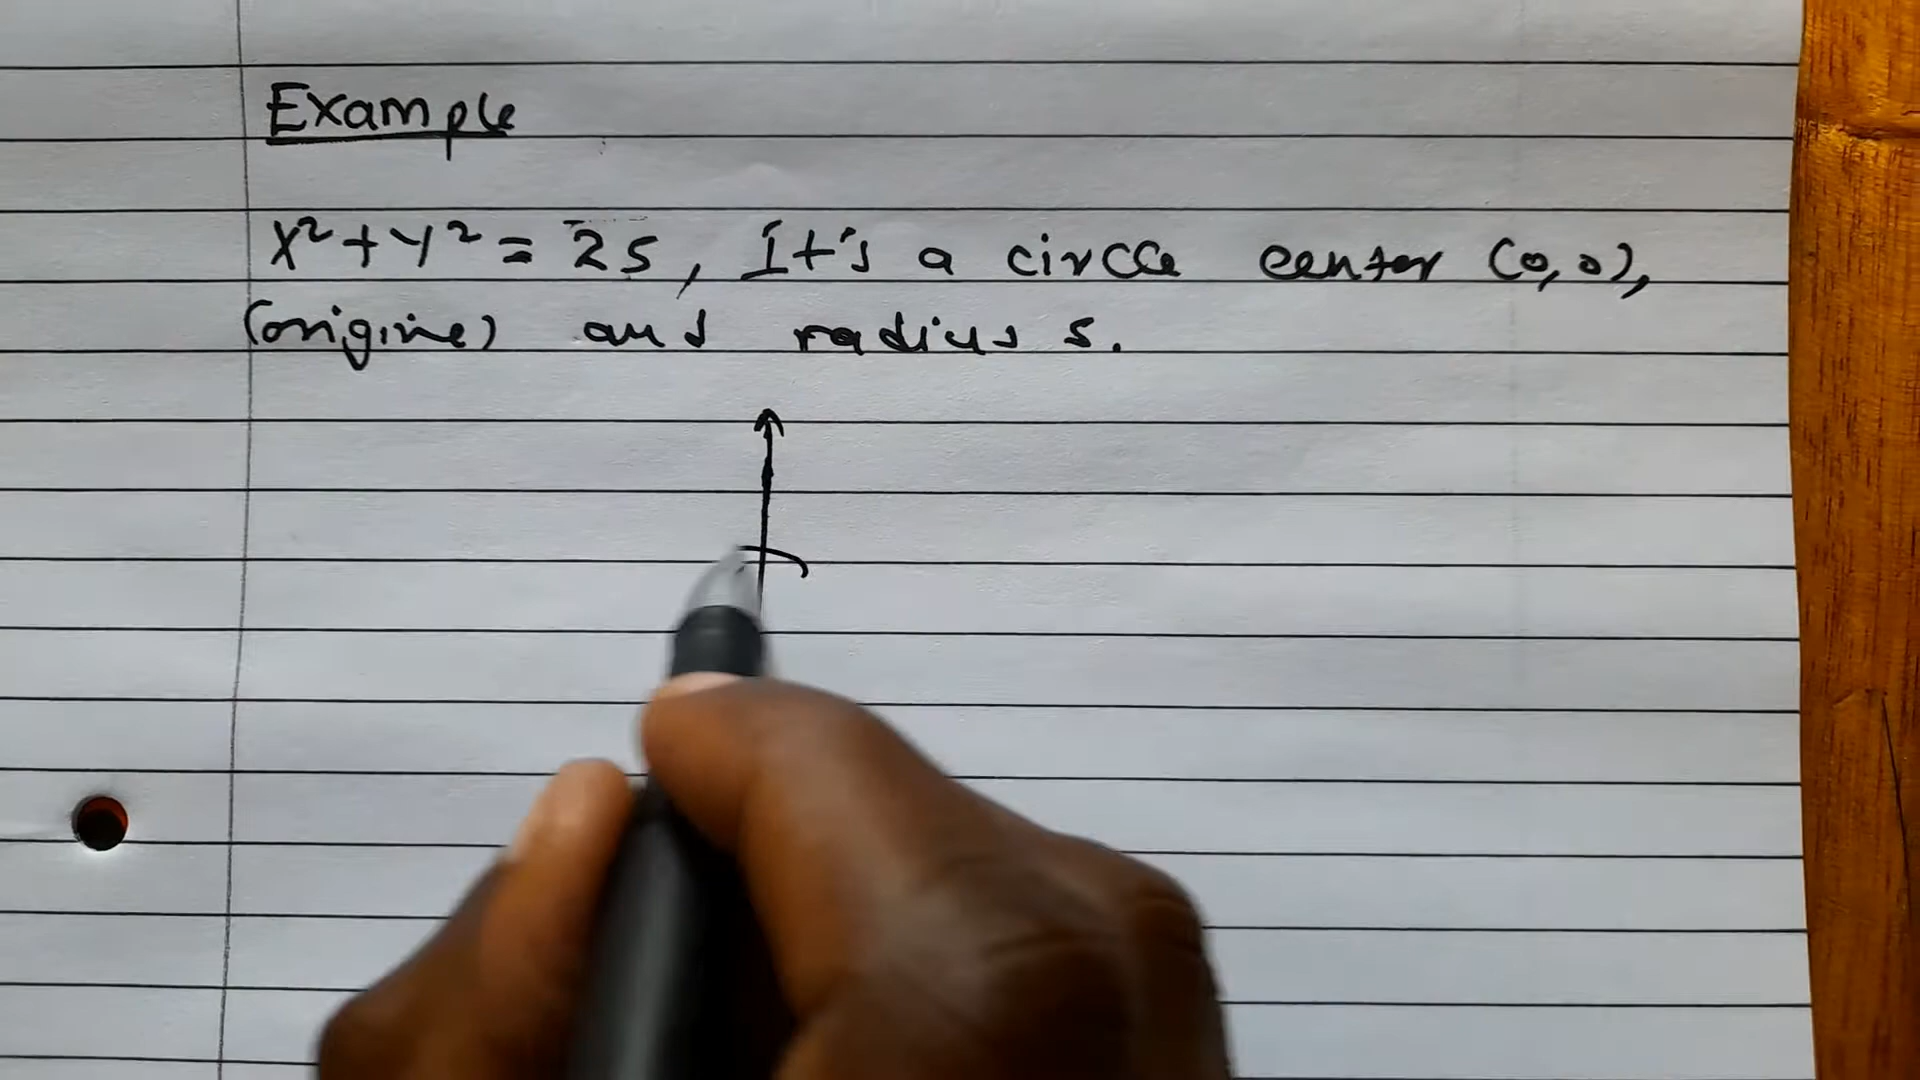 Example
x² + y² = 25, It's a circle center (0,0),
(origine) and radius 5.